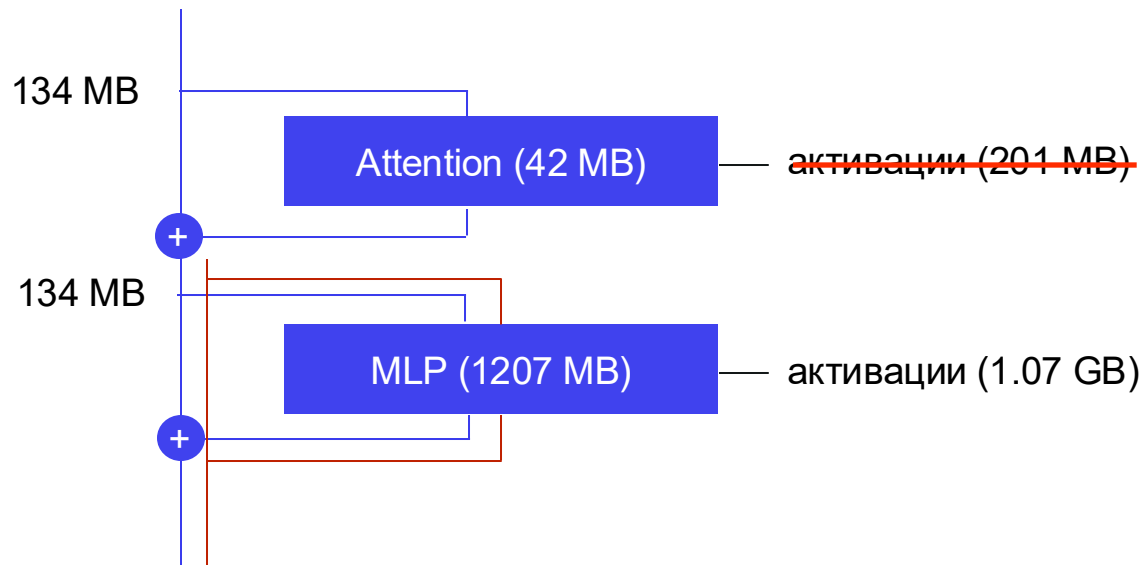 134 MB
Attention (42 MB)
активации (201 MB)
+
134 MB
MLP (1207 MB)
активации (1.07 GB)
+